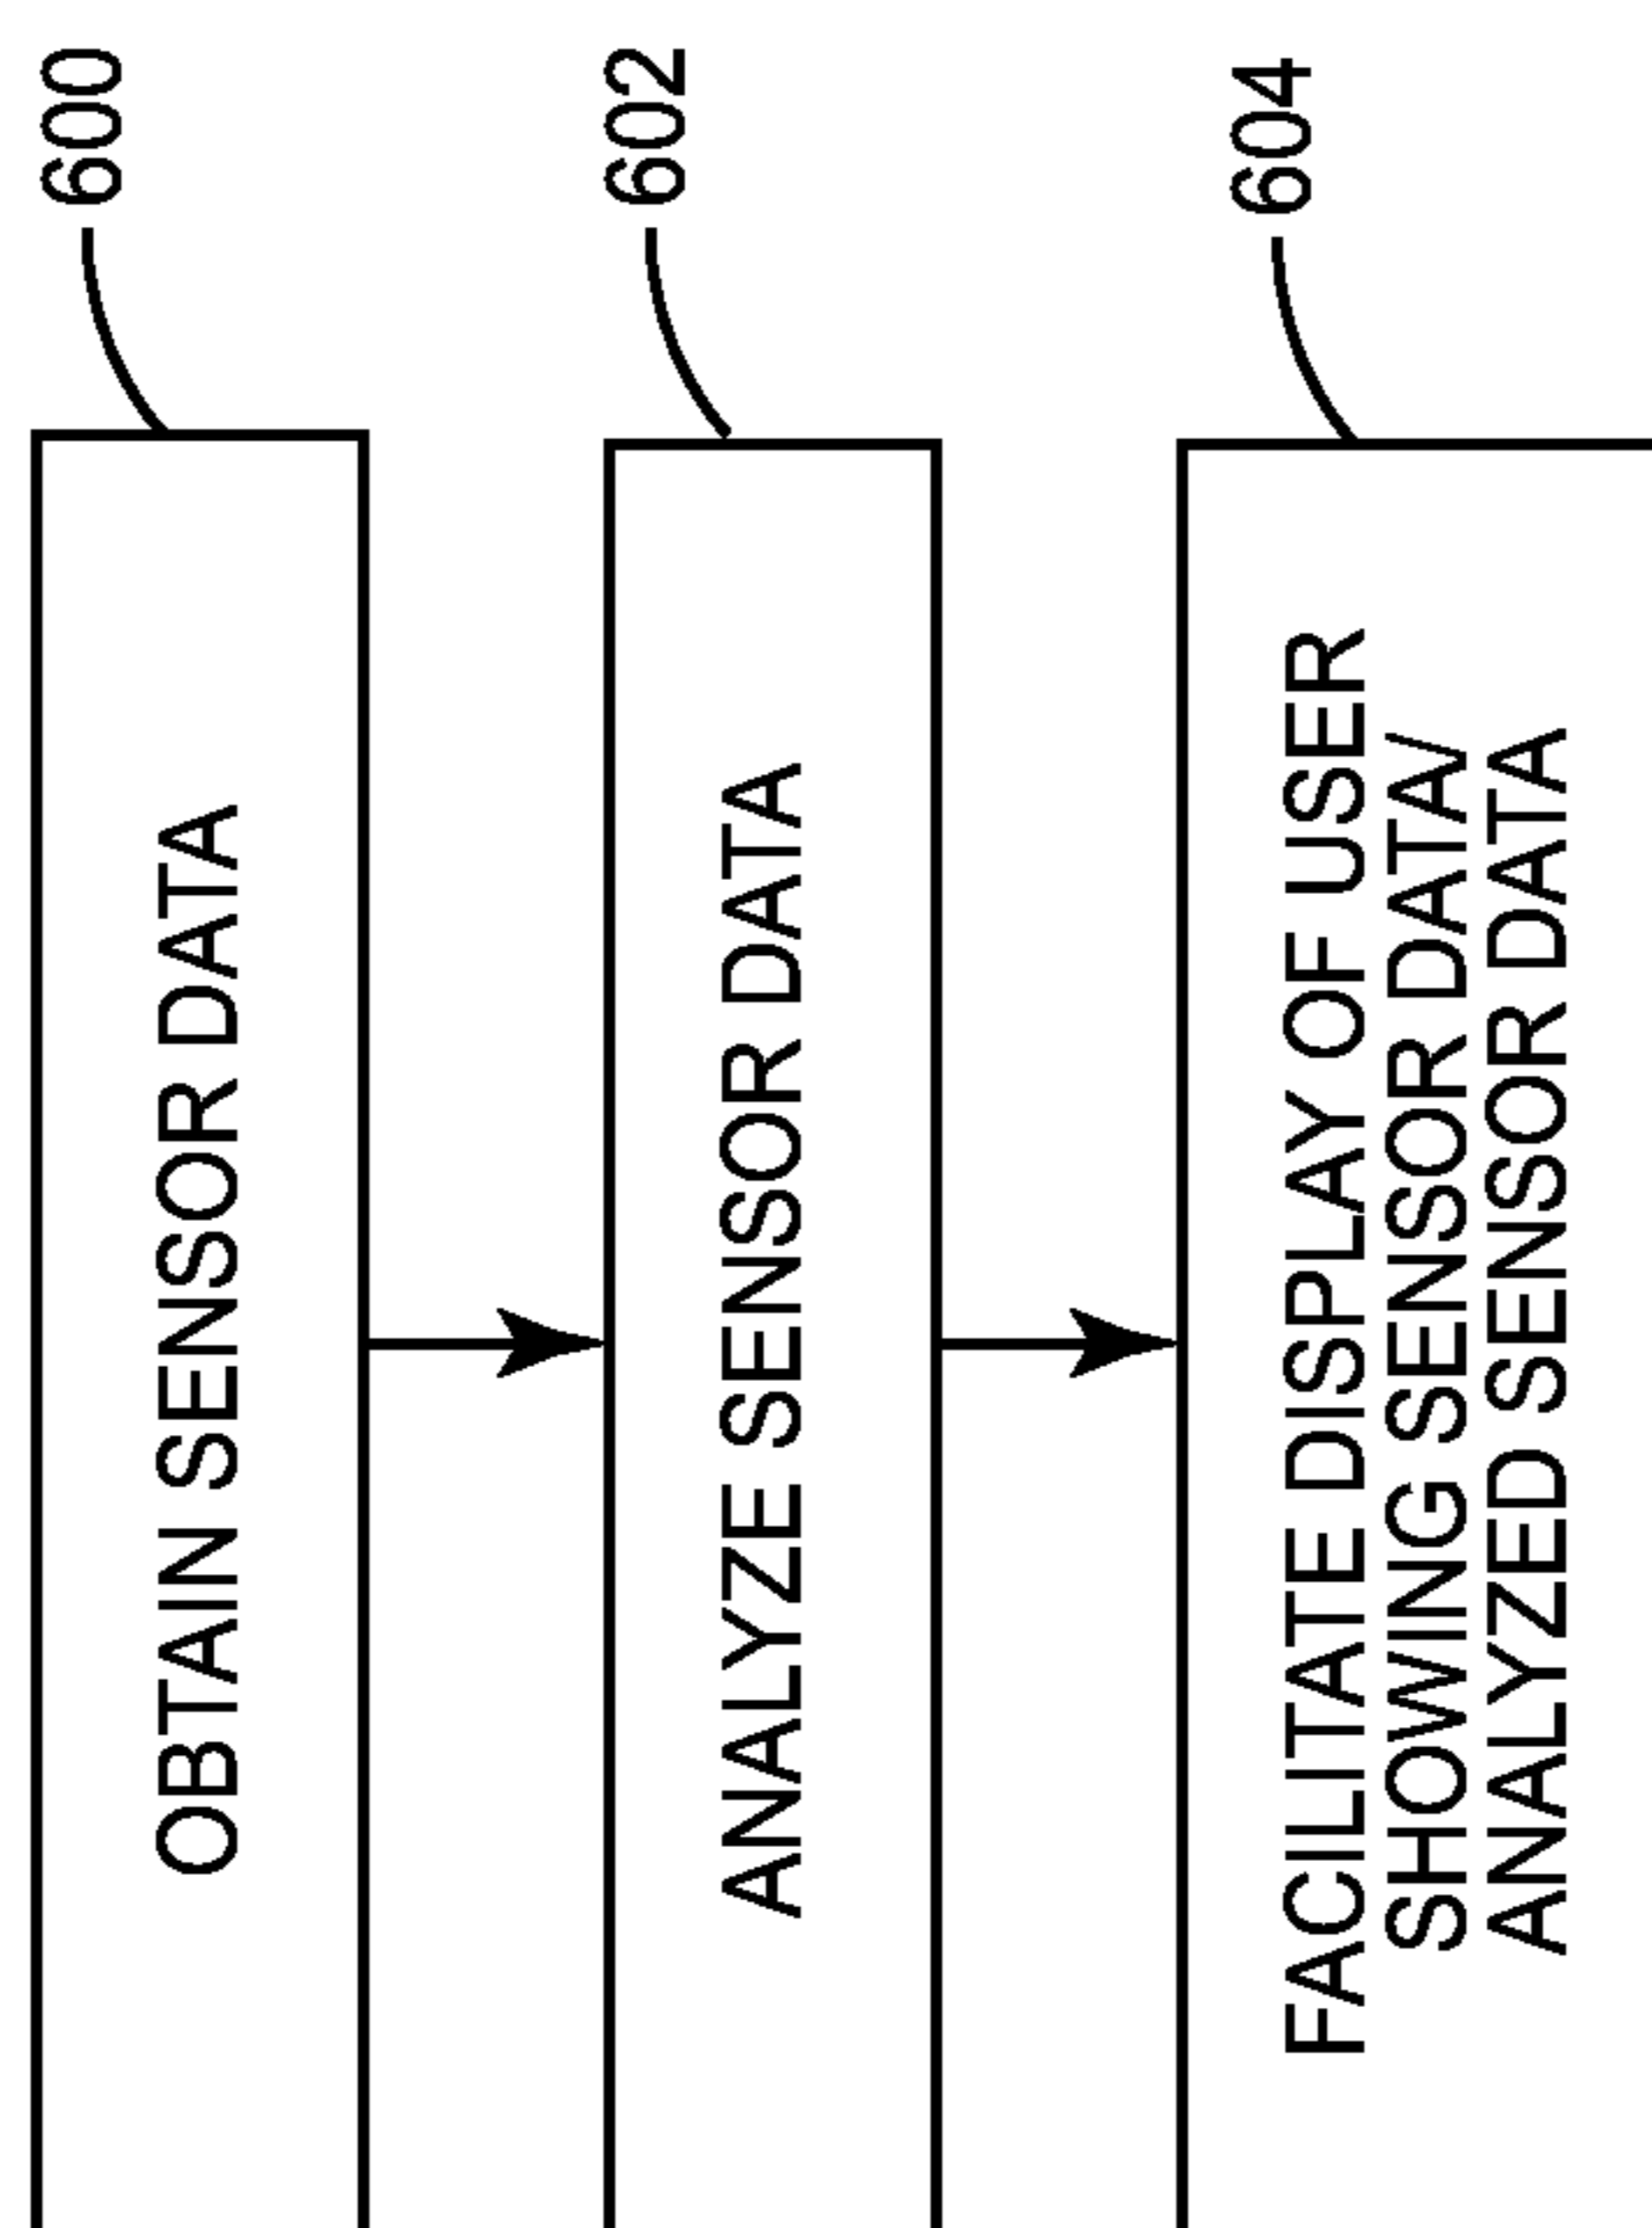 600
OBTAIN SENSOR DATA
602
ANALYZE SENSOR DATA
604
FACILITATE DISPLAY OF USER
SHOWING SENSOR DATA/
ANALYZED SENSOR DATA